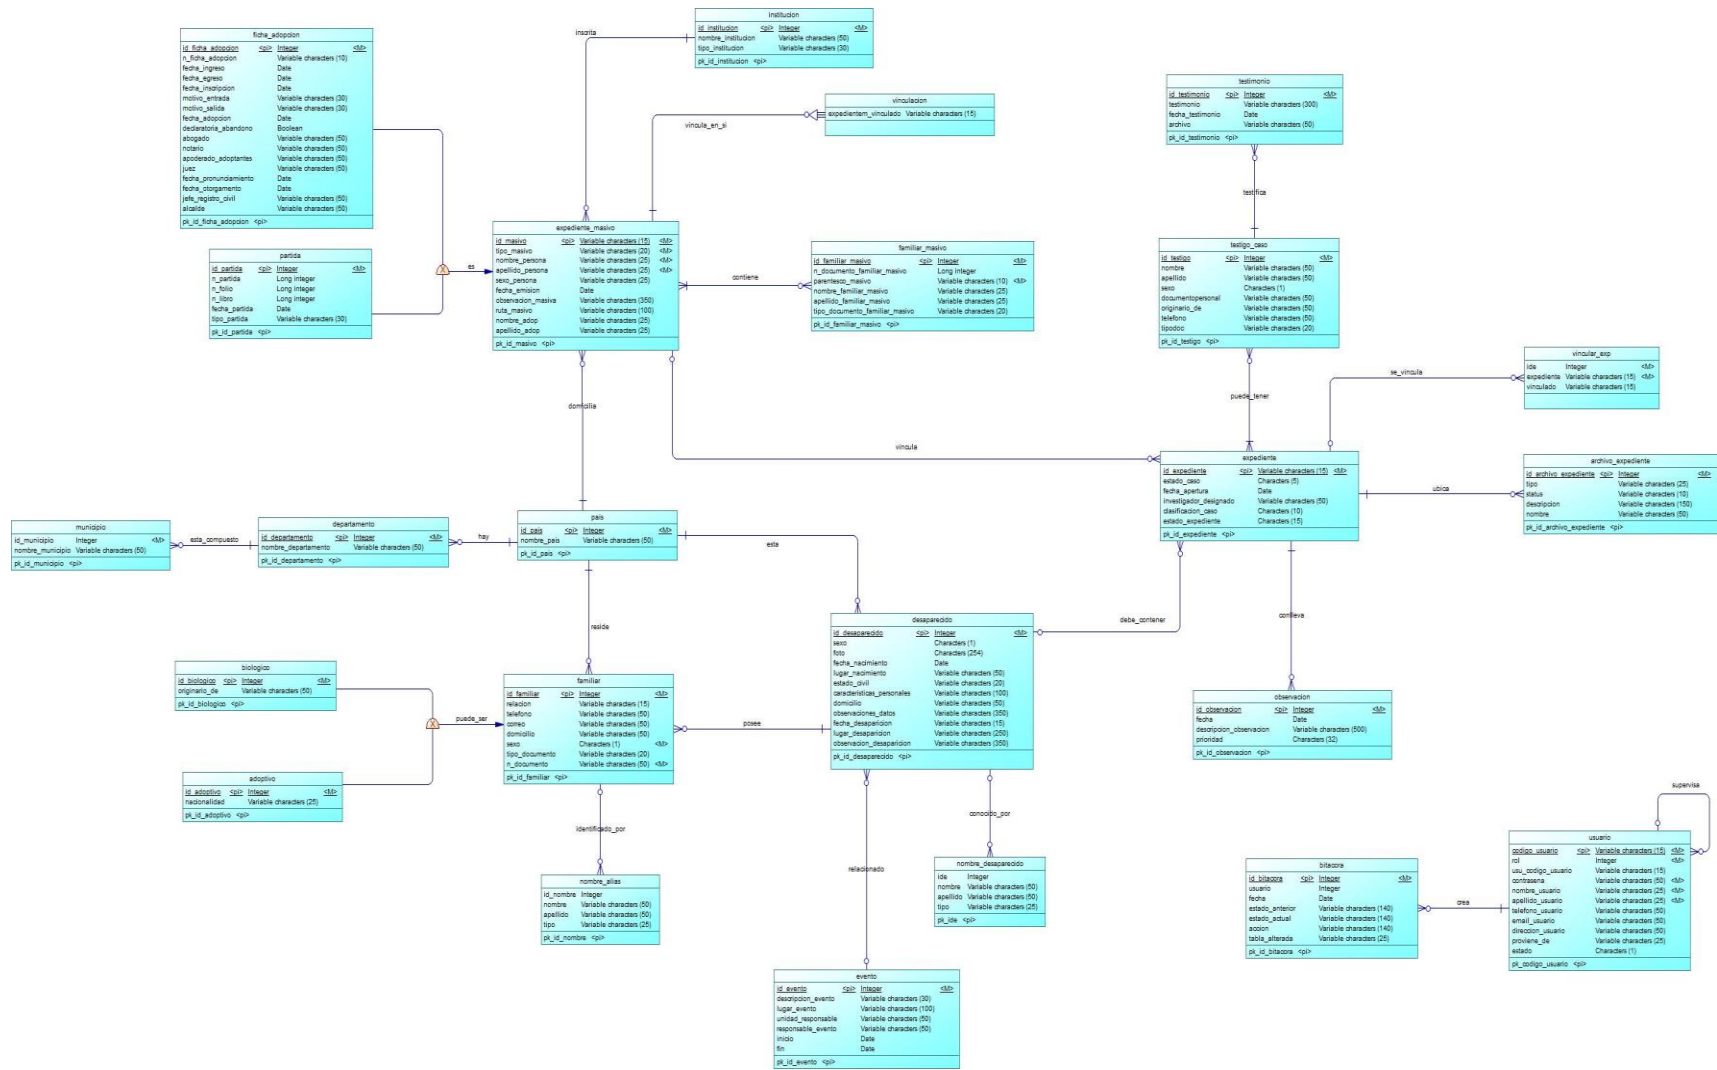 institucion
id_institucion <pi> Integer <M>
nombre_institucion Variable characters (50)
tipo_institucion Variable characters (30)
pk_id_institucion <pi>
inscrita
ficha_adopcion
id_ficha_adopcion <pi> Integer <M>
n_ficha_adopcion Variable characters (10)
fecha_ingreso Date
fecha_egreso Date
fecha_inscripcion Date
motivo_entrada Variable characters (30)
motivo_salida Variable characters (30)
fecha_adopcion Date
declaratoria_abandono Boolean
abogado Variable characters (50)
notario Variable characters (50)
apoderado_adoptantes Variable characters (50)
juez Variable characters (50)
fecha_pronunciamiento Date
fecha_otorgamento Date
jefe_registro_civil Variable characters (50)
alcalde Variable characters (50)
pk_id_ficha_adopcion <pi>
vinculacion
expedientem_vinculado Variable characters (15)
vincula_en_si
testimonio
id_testimonio <pi> Integer <M>
testimonio Variable characters (300)
fecha_testimonio Date
archivo Variable characters (50)
pk_id_testimonio <pi>
testifica
expediente_masivo
id_masivo <pi> Variable characters (15) <M>
tipo_masivo Variable characters (20) <M>
nombre_persona Variable characters (25) <M>
apellido_persona Variable characters (25) <M>
sexo_persona Variable characters (25)
fecha_emision Date
observacion_masiva Variable characters (350)
ruta_masivo Variable characters (100)
nombre_adop Variable characters (25)
apellido_adop Variable characters (25)
pk_id_masivo <pi>
partida
id_partida <pi> Integer <M>
n_partida Long integer
n_folio Long integer
n_libro Long integer
fecha_partida Date
tipo_partida Variable characters (30)
pk_id_partida <pi>
es
contiene
familiar_masivo
id_familiar_masivo <pi> Integer <M>
n_documento_familiar_masivo Long integer
parentesco_masivo Variable characters (10) <M>
nombre_familiar_masivo Variable characters (25)
apellido_familiar_masivo Variable characters (25)
tipo_documento_familiar_masivo Variable characters (20)
pk_id_familiar_masivo <pi>
testigo_caso
id_testigo <pi> Integer <M>
nombre Variable characters (50)
apellido Variable characters (50)
sexo Characters (1)
documentopersonal Variable characters (50)
originario_de Variable characters (50)
telefono Variable characters (50)
tipodoc Variable characters (20)
pk_id_testigo <pi>
vincular_exp
ide Integer <M>
expediente Variable characters (15) <M>
vinculado Variable characters (15)
se_vincula
puede_tener
domicilia
vincula
expediente
id_expediente <pi> Variable characters (15) <M>
estado_caso Characters (5)
fecha_apertura Date
investigador_designado Variable characters (50)
clasificacion_caso Characters (10)
estado_expediente Characters (15)
pk_id_expediente <pi>
ubica
archivo_expediente
id_archivo_expediente <pi> Integer <M>
tipo Variable characters (25)
status Variable characters (10)
descripcion Variable characters (150)
nombre Variable characters (50)
pk_id_archivo_expediente <pi>
municipio
id_municipio Integer <M>
nombre_municipio Variable characters (50)
pk_id_municipio <pi>
esta_compuesto
departamento
id_departamento <pi> Integer <M>
nombre_departamento Variable characters (50)
pk_id_departamento <pi>
hay
pais
id_pais <pi> Integer <M>
nombre_pais Variable characters (50)
pk_id_pais <pi>
esta
reside
debe_contener
conlleva
desaparecido
id_desaparecido <pi> Integer <M>
sexo Characters (1)
foto Characters (254)
fecha_nacimiento Date
lugar_nacimiento Variable characters (50)
estado_civil Variable characters (20)
caracteristicas_personales Variable characters (100)
domicilio Variable characters (50)
observaciones_datos Variable characters (350)
fecha_desaparicion Variable characters (15)
lugar_desaparicion Variable characters (250)
observacion_desaparicion Variable characters (350)
pk_id_desaparecido <pi>
biologico
id_biologico <pi> Integer <M>
originario_de Variable characters (50)
pk_id_biologico <pi>
puede_ser
familiar
id_familiar <pi> Integer <M>
relacion Variable characters (15)
telefono Variable characters (50)
correo Variable characters (50)
domicilio Variable characters (50)
sexo Characters (1) <M>
tipo_documento Variable characters (20)
n_documento Variable characters (50) <M>
pk_id_familiar <pi>
posee
observacion
id_observacion <pi> Integer <M>
fecha Date
descripcion_observacion Variable characters (500)
prioridad Characters (32)
pk_id_observacion <pi>
adoptivo
id_adoptivo <pi> Integer <M>
nacionalidad Variable characters (25)
pk_id_adoptivo <pi>
identificado_por
conocido_por
relacionado
supervisa
usuario
codigo_usuario <pi> Variable characters (15) <M>
rol Integer <M>
usu_codigo_usuario Variable characters (15)
contrasena Variable characters (50) <M>
nombre_usuario Variable characters (25) <M>
apellido_usuario Variable characters (25) <M>
telefono_usuario Variable characters (50)
email_usuario Variable characters (50)
direccion_usuario Variable characters (50)
proviene_de Variable characters (25)
estado Characters (1)
pk_codigo_usuario <pi>
crea
bitacora
id_bitacora <pi> Integer <M>
usuario Integer
fecha Date
estado_anterior Variable characters (140)
estado_actual Variable characters (140)
accion Variable characters (140)
tabla_alterada Variable characters (25)
pk_id_bitacora <pi>
nombre_desaparecido
ide Integer
nombre Variable characters (50)
apellido Variable characters (50)
tipo Variable characters (25)
pk_ide <pi>
nombre_alias
id_nombre Integer
nombre Variable characters (50)
apellido Variable characters (50)
tipo Variable characters (25)
pk_id_nombre <pi>
evento
id_evento <pi> Integer <M>
descripcion_evento Variable characters (30)
lugar_evento Variable characters (100)
unidad_responsable Variable characters (50)
responsable_evento Variable characters (50)
inicio Date
fin Date
pk_id_evento <pi>